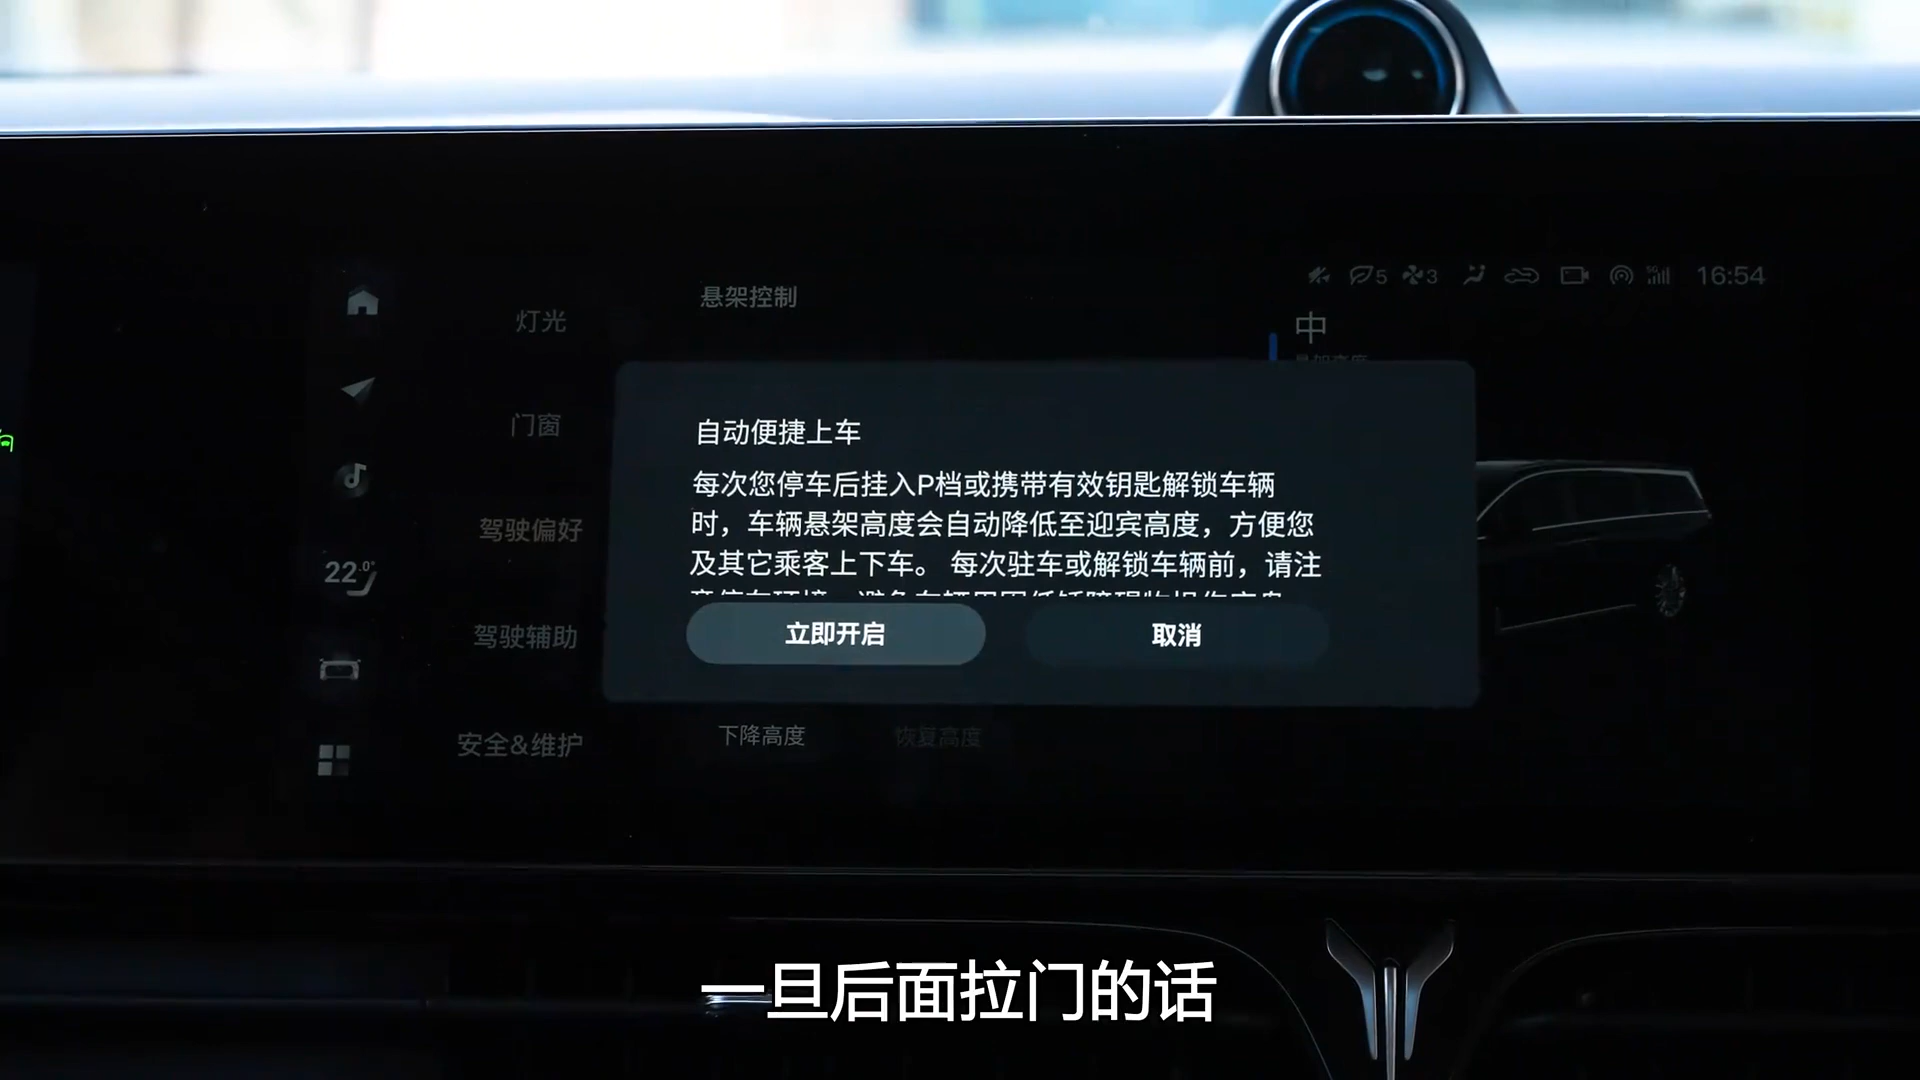 5
3
16:54
悬架控制
中
灯光
门窗
驾驶偏好
22.0°
驾驶辅助
安全&维护
自动便捷上车
每次您停车后挂入P档或携带有效钥匙解锁车辆
时，车辆悬架高度会自动降低至迎宾高度，方便您
及其它乘客上下车。 每次驻车或解锁车辆前，请注
立即开启
取消
下降高度
恢复高度
一旦后面拉门的话